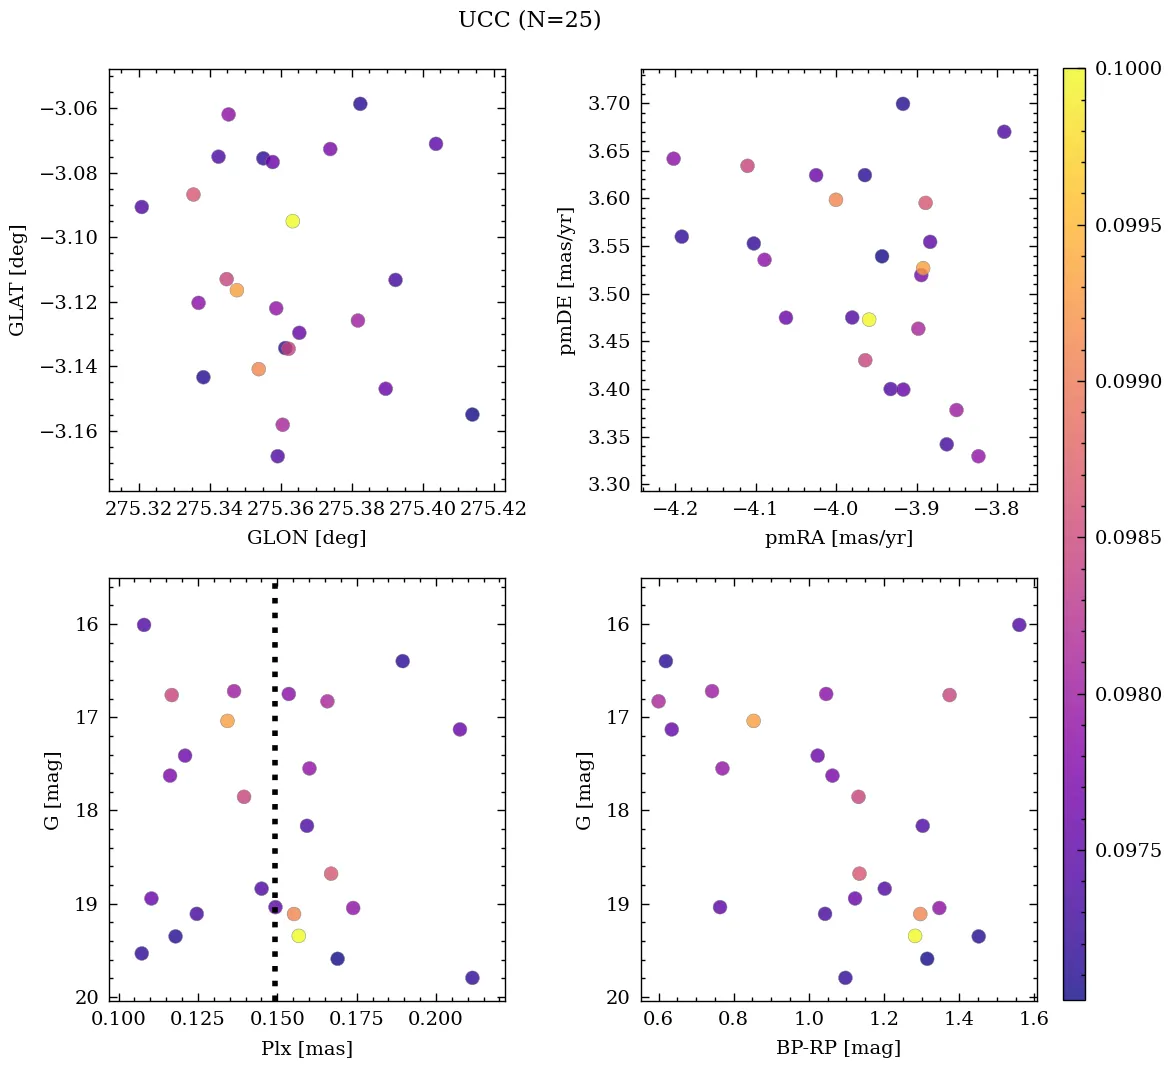 UCC (N=25)
−3.06
−3.08
−3.10
−3.12
−3.14
−3.16
GLAT [deg]
275.32 275.34 275.36 275.38 275.40 275.42
GLON [deg]
3.70
3.65
3.60
3.55
3.50
3.45
3.40
3.35
3.30
pmDE [mas/yr]
−4.2 −4.1 −4.0 −3.9 −3.8
pmRA [mas/yr]
0.1000
0.0995
0.0990
0.0985
0.0980
0.0975
16
17
18
19
20
G [mag]
0.100 0.125 0.150 0.175 0.200
Plx [mas]
16
17
18
19
20
G [mag]
0.6 0.8 1.0 1.2 1.4 1.6
BP-RP [mag]